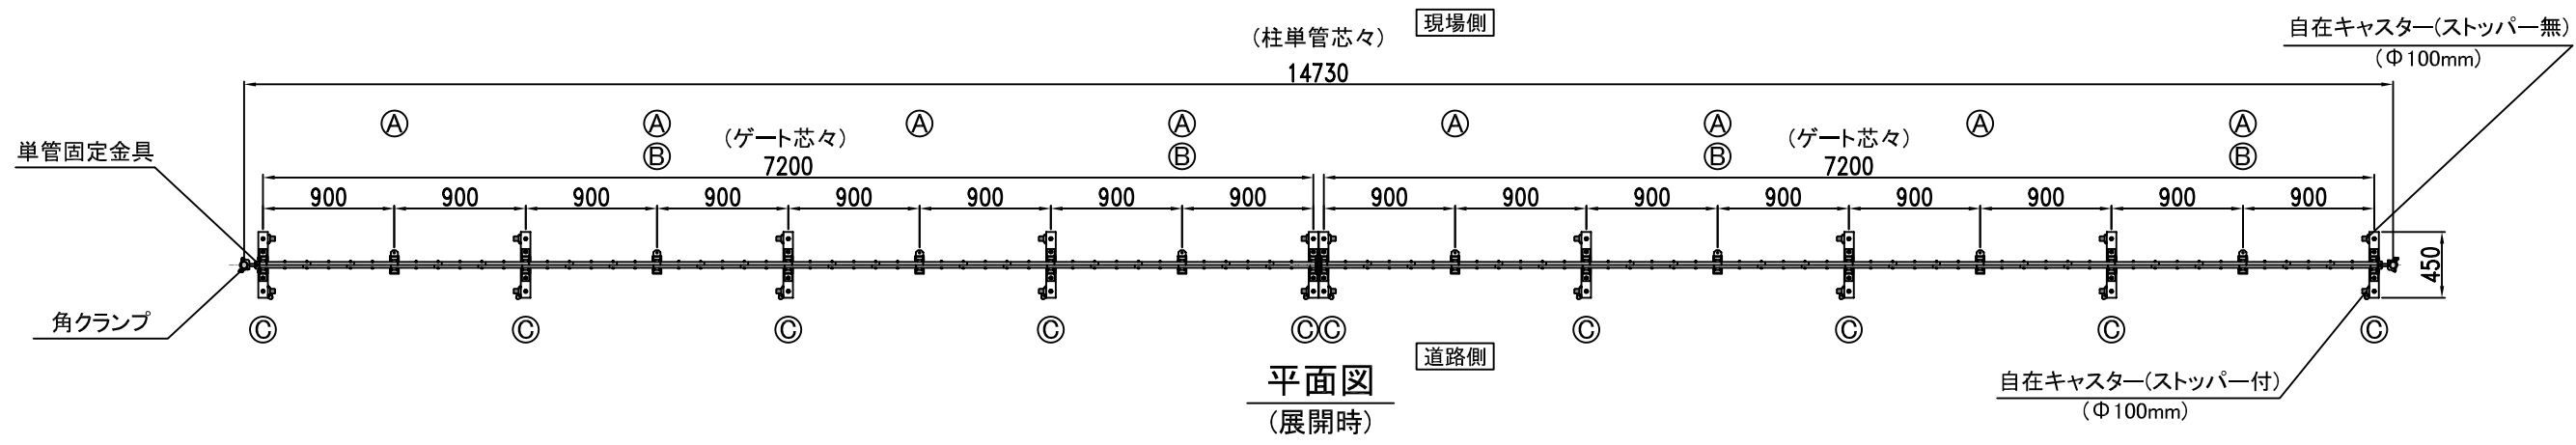 現場側
(柱単管芯々)
14730
自在キャスター(ストッパー無)
(Φ100mm)
Ⓐ Ⓐ Ⓐ Ⓐ Ⓐ Ⓐ Ⓐ Ⓐ
(ゲート芯々) (ゲート芯々)
Ⓑ Ⓑ Ⓑ Ⓑ
単管固定金具
7200 7200
900 900 900 900 900 900 900 900 900 900 900 900 900 900 900 900
450
角クランプ
Ⓒ Ⓒ Ⓒ Ⓒ Ⓒ Ⓒ Ⓒ Ⓒ Ⓒ Ⓒ
道路側
平面図
(展開時)
自在キャスター(ストッパー付)
(Φ100mm)